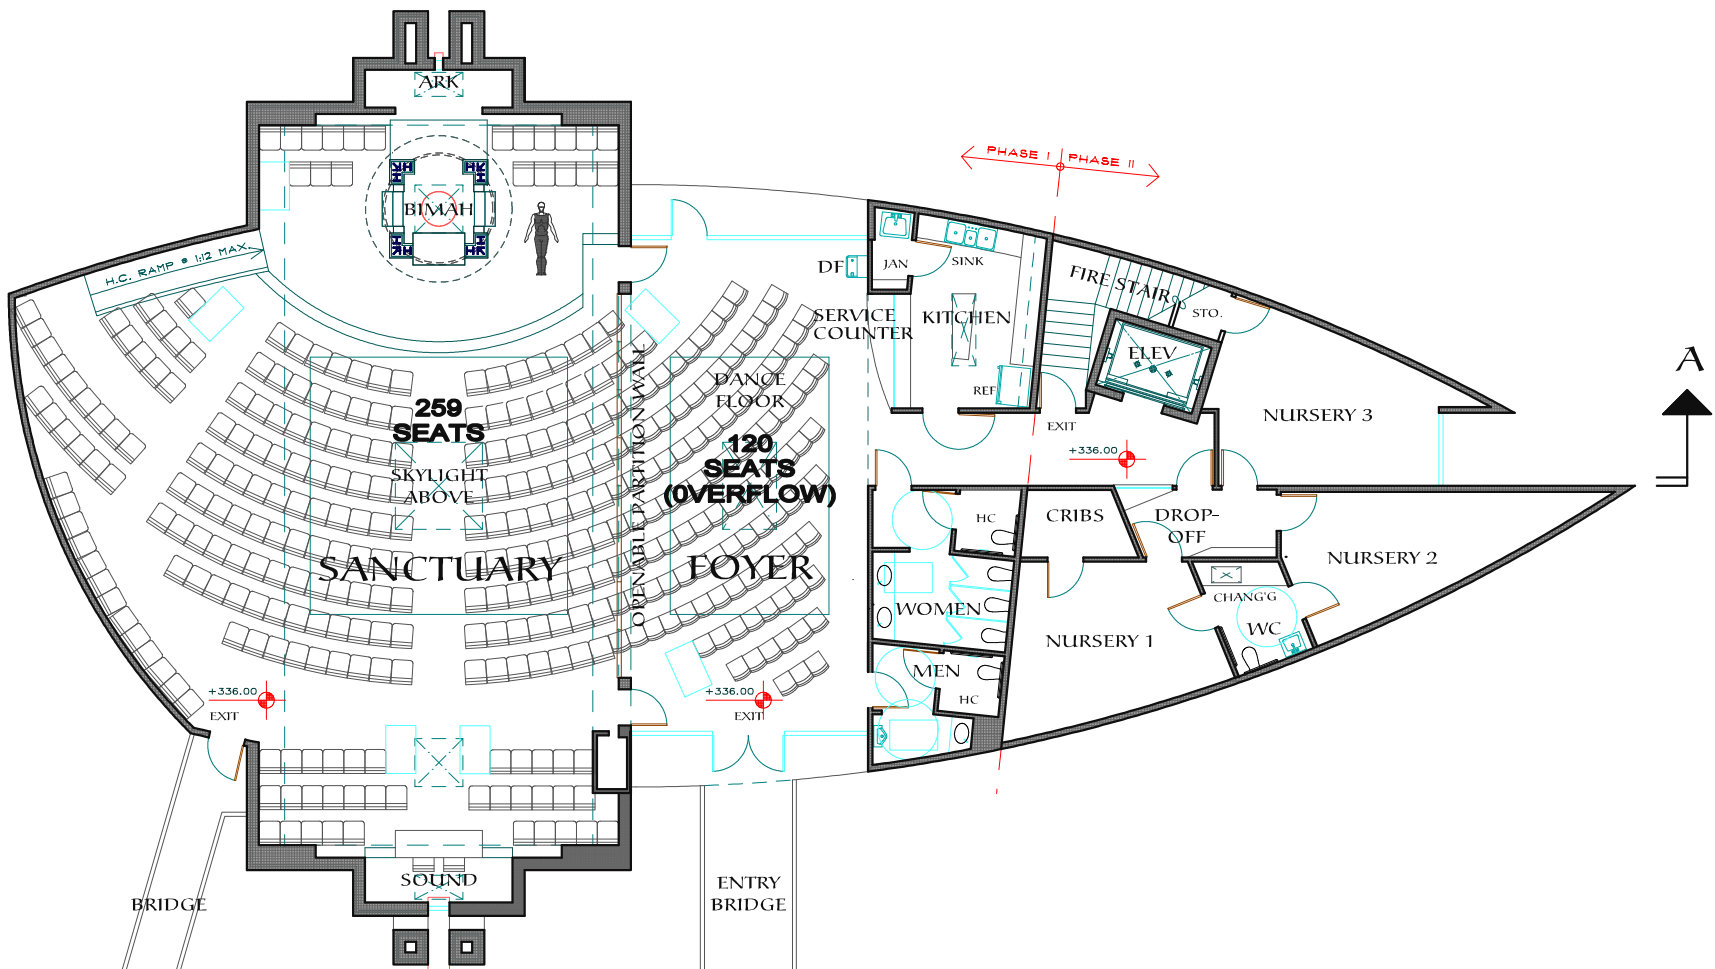 ARK
PHASE I
PHASE II
BIMAH
H.C. RAMP @ 1:12 MAX.
DF
JAN
SINK
FIRE STAIR
STO.
SERVICE
COUNTER
KITCHEN
ELEV
REF
A
DANCE
FLOOR
259
SEATS
NURSERY 3
EXIT
OPENABLE PARTITION WALL
120
SEATS
(0VERFLOW)
+336.00
SKYLIGHT
ABOVE
HC
CRIBS
DROP-
OFF
SANCTUARY
FOYER
NURSERY 2
WOMEN
CHANG'G
WC
NURSERY 1
MEN
HC
+336.00
EXIT
+336.00
EXIT
SOUND
BRIDGE
ENTRY
BRIDGE